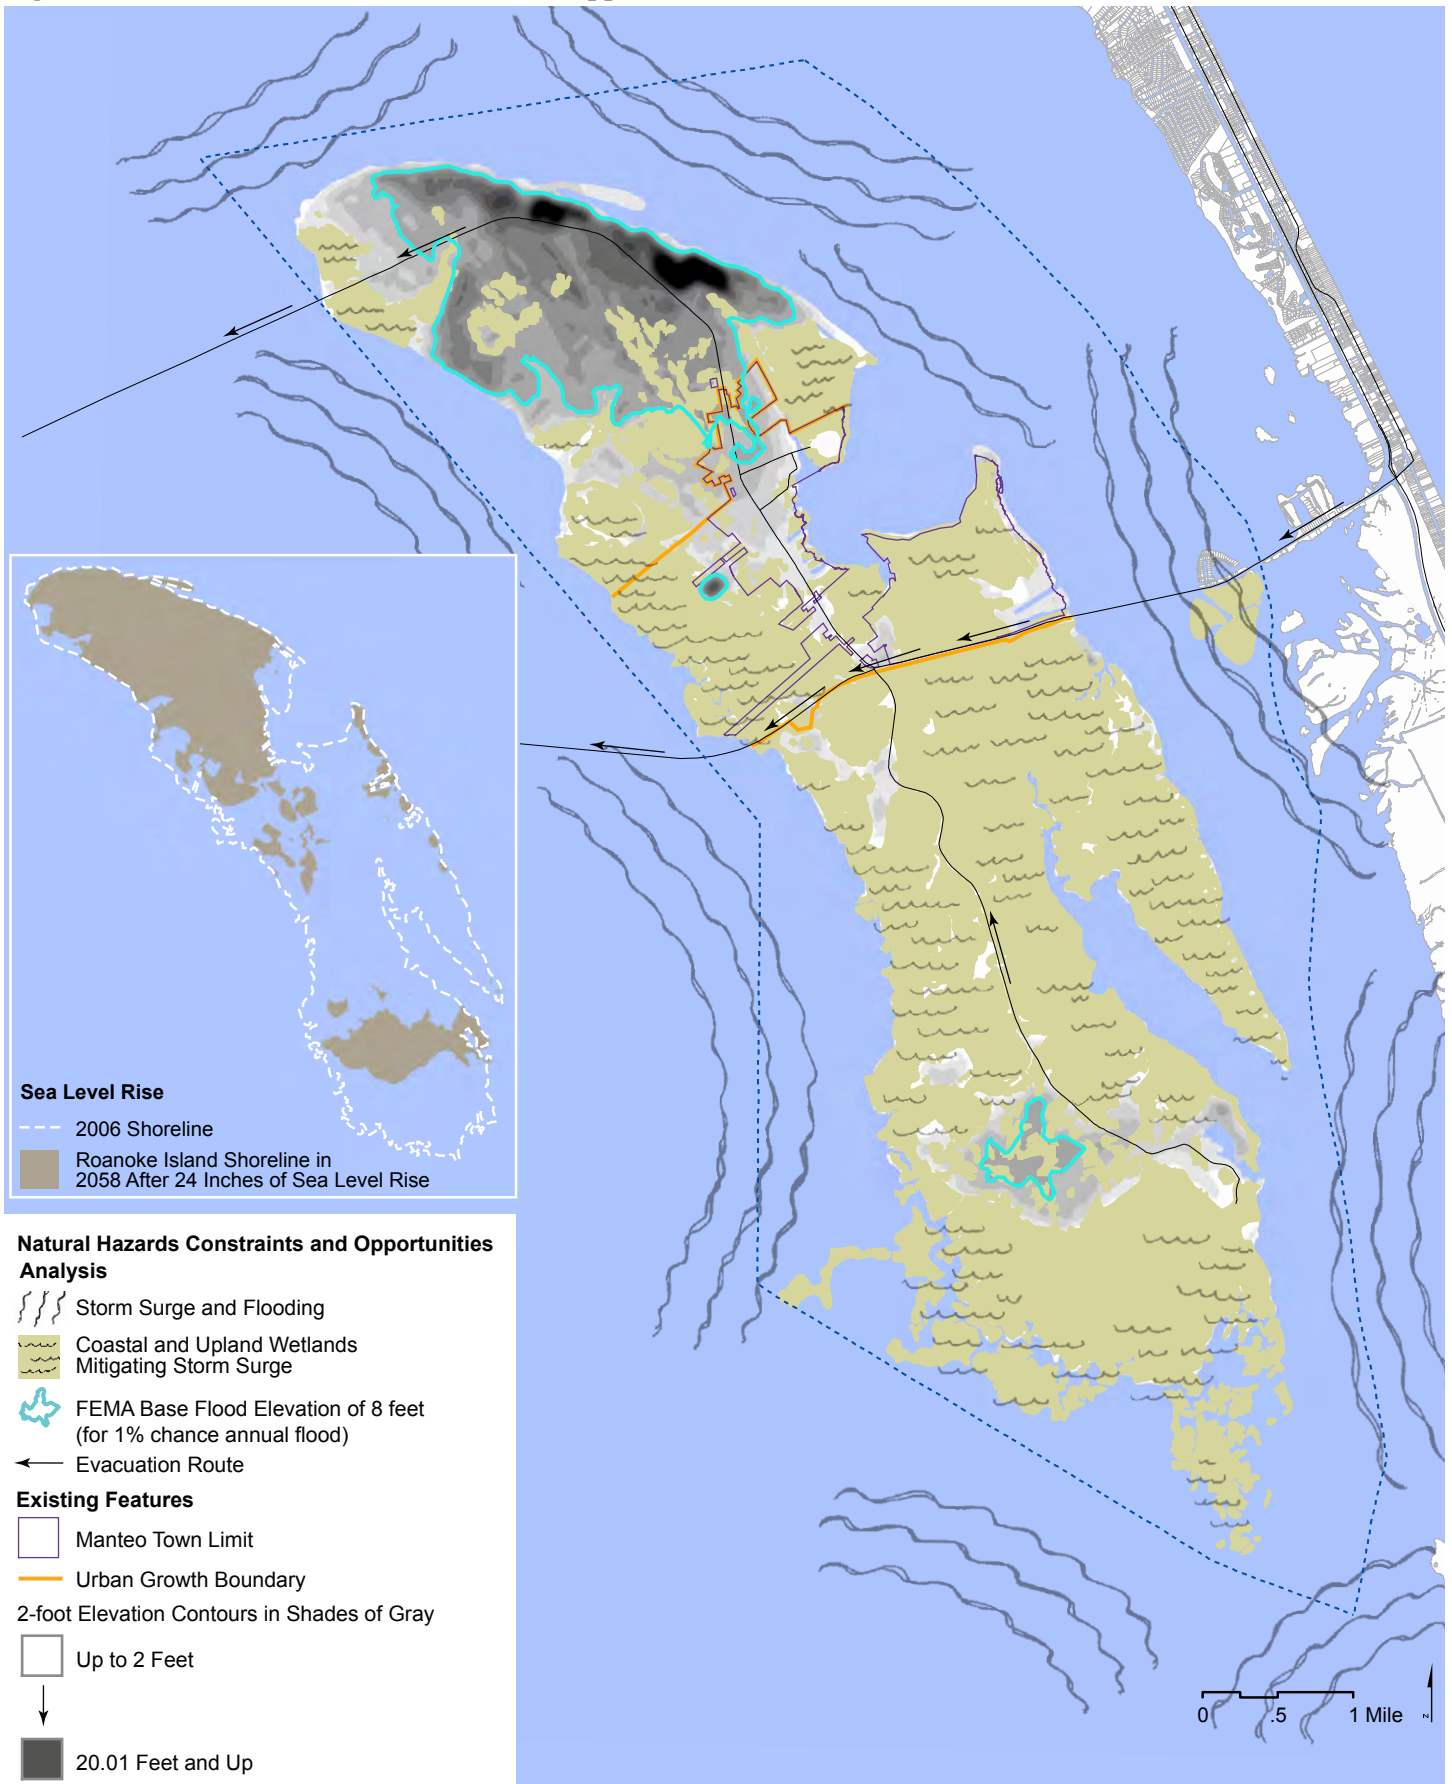 Sea Level Rise
2006 Shoreline
Roanoke Island Shoreline in
2058 After 24 Inches of Sea Level Rise
Natural Hazards Constraints and Opportunities
Analysis
Storm Surge and Flooding
Coastal and Upland Wetlands
Mitigating Storm Surge
FEMA Base Flood Elevation of 8 feet
(for 1% chance annual flood)
Evacuation Route
Existing Features
Manteo Town Limit
Urban Growth Boundary
2-foot Elevation Contours in Shades of Gray
Up to 2 Feet
20.01 Feet and Up
0 .5 1 Mile
N